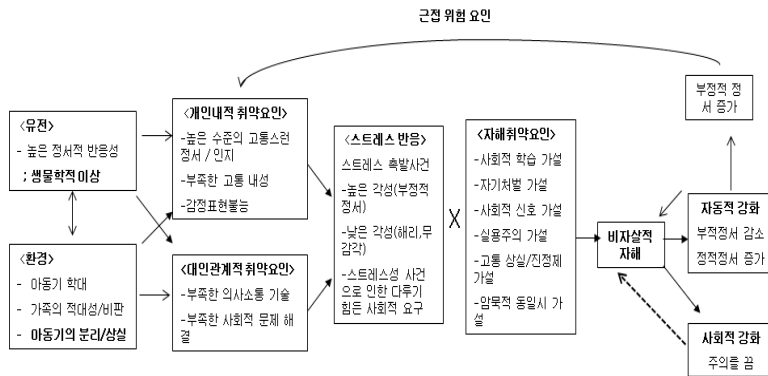 근접 위험 요인
<유전>
- 높은 정서적 반응성
; 생물학적 이상
<환경>
- 아동기 학대
- 가족의 적대성/비판
- 아동기의 분리/상실
<개인내적 취약요인>
-높은 수준의 고통스런
정서 / 인지
-부족한 고통 내성
-감정표현불능
<대인관계적 취약요인>
-부족한 의사소통 기술
-부족한 사회적 문제 해
결
<스트레스 반응>
스트레스 촉발사건
-높은 각성(부정적
정서)
-낮은 각성(해리,무
감각)
-스트레스성 사건
으로 인한 다루기
힘든 사회적 요구
X
<자해취약요인>
-사회적 학습 가설
-자기처벌 가설
-사회적 신호 가설
-실용주의 가설
-고통 상실/진정제
가설
-암묵적 동일시 가
설
비자살적
자해
부정적 정
서 증가
자동적 강화
부적정서 감소
정적정서 증가
사회적 강화
주의를 끔